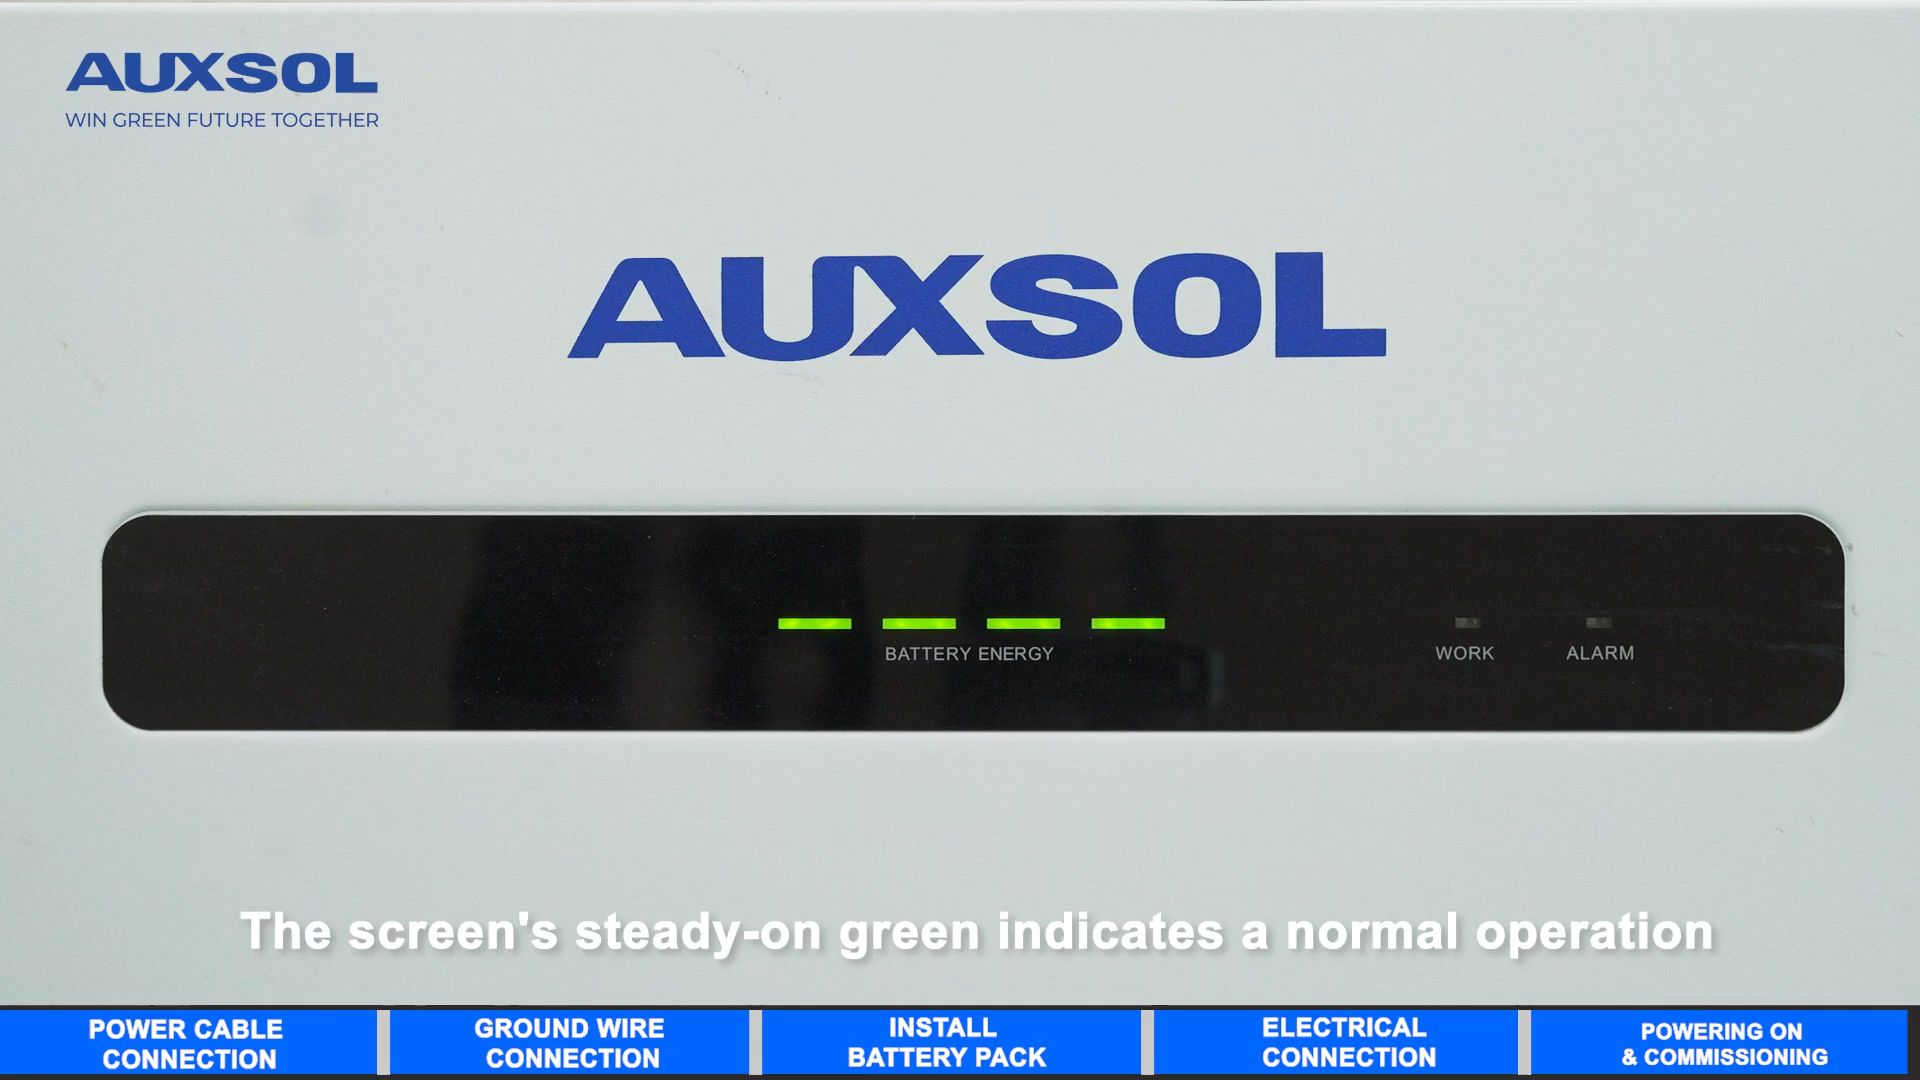 AUXSOL
WIN GREEN FUTURE TOGETHER
AUXSOL
BATTERY ENERGY
WORK
ALARM
The screen's steady-on green indicates a normal operation
POWER CABLE
CONNECTION
GROUND WIRE
CONNECTION
INSTALL
BATTERY PACK
ELECTRICAL
CONNECTION
POWERING ON
& COMMISSIONING